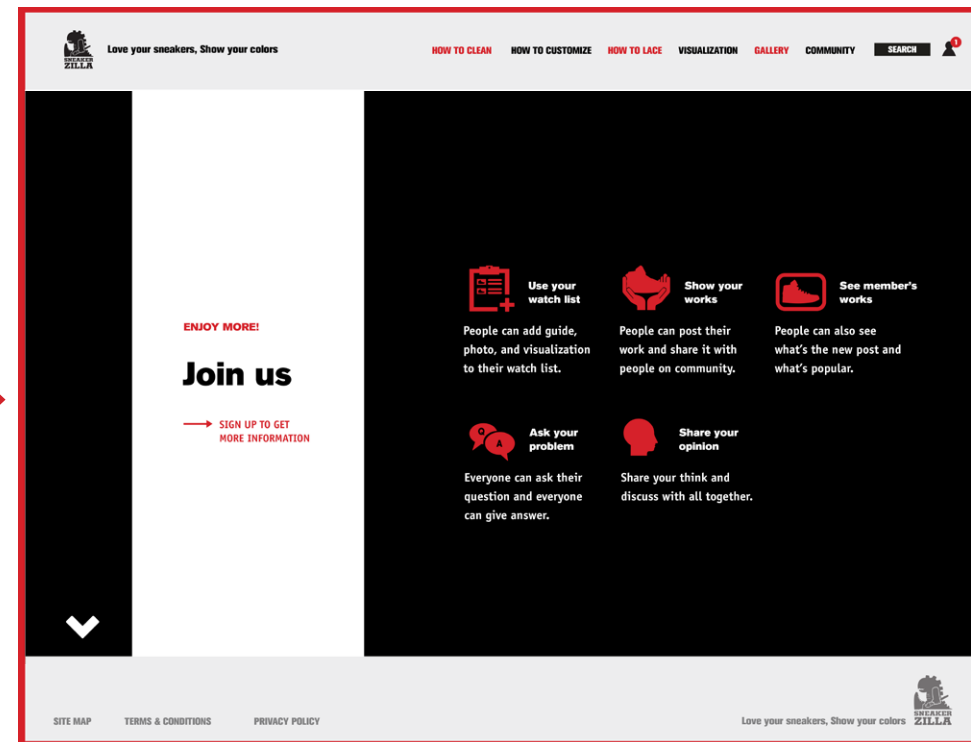 SNEAKER
ZILLA
Love your sneakers, Show your colors
HOW TO CLEAN HOW TO CUSTOMIZE HOW TO LACE VISUALIZATION GALLERY COMMUNITY SEARCH 1
ENJOY MORE!
Join us
SIGN UP TO GET
MORE INFORMATION
Use your
watch list
People can add guide,
photo, and visualization
to their watch list.
Show your
works
People can post their
work and share it with
people on community.
See member's
works
People can also see
what's the new post and
what's popular.
Q
A
Ask your
problem
Everyone can ask their
question and everyone
can give answer.
Share your
opinion
Share your think and
discuss with all together.
SITE MAP TERMS & CONDITIONS PRIVACY POLICY
Love your sneakers, Show your colors
SNEAKER
ZILLA